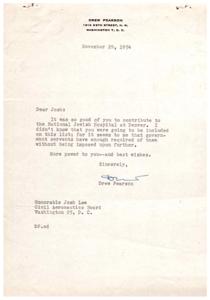 DREW PEARSON
1313 29TH STREET, N. W.
WASHINGTON 7, D. C.
November 29, 1954
Dear Josh:
It was so good of you to contribute to
the National Jewish Hospital at Denver. I
didn't know that you were going to be included
on this list; for it seems to me that govern-
ment servants have enough required of them
without being imposed upon further.
More power to you--and best wishes.
Sincerely,
Drew
Drew Pearson
Honorable Josh Lee
Civil Aeronautics Board
Washington 25, D. C.
DP.md